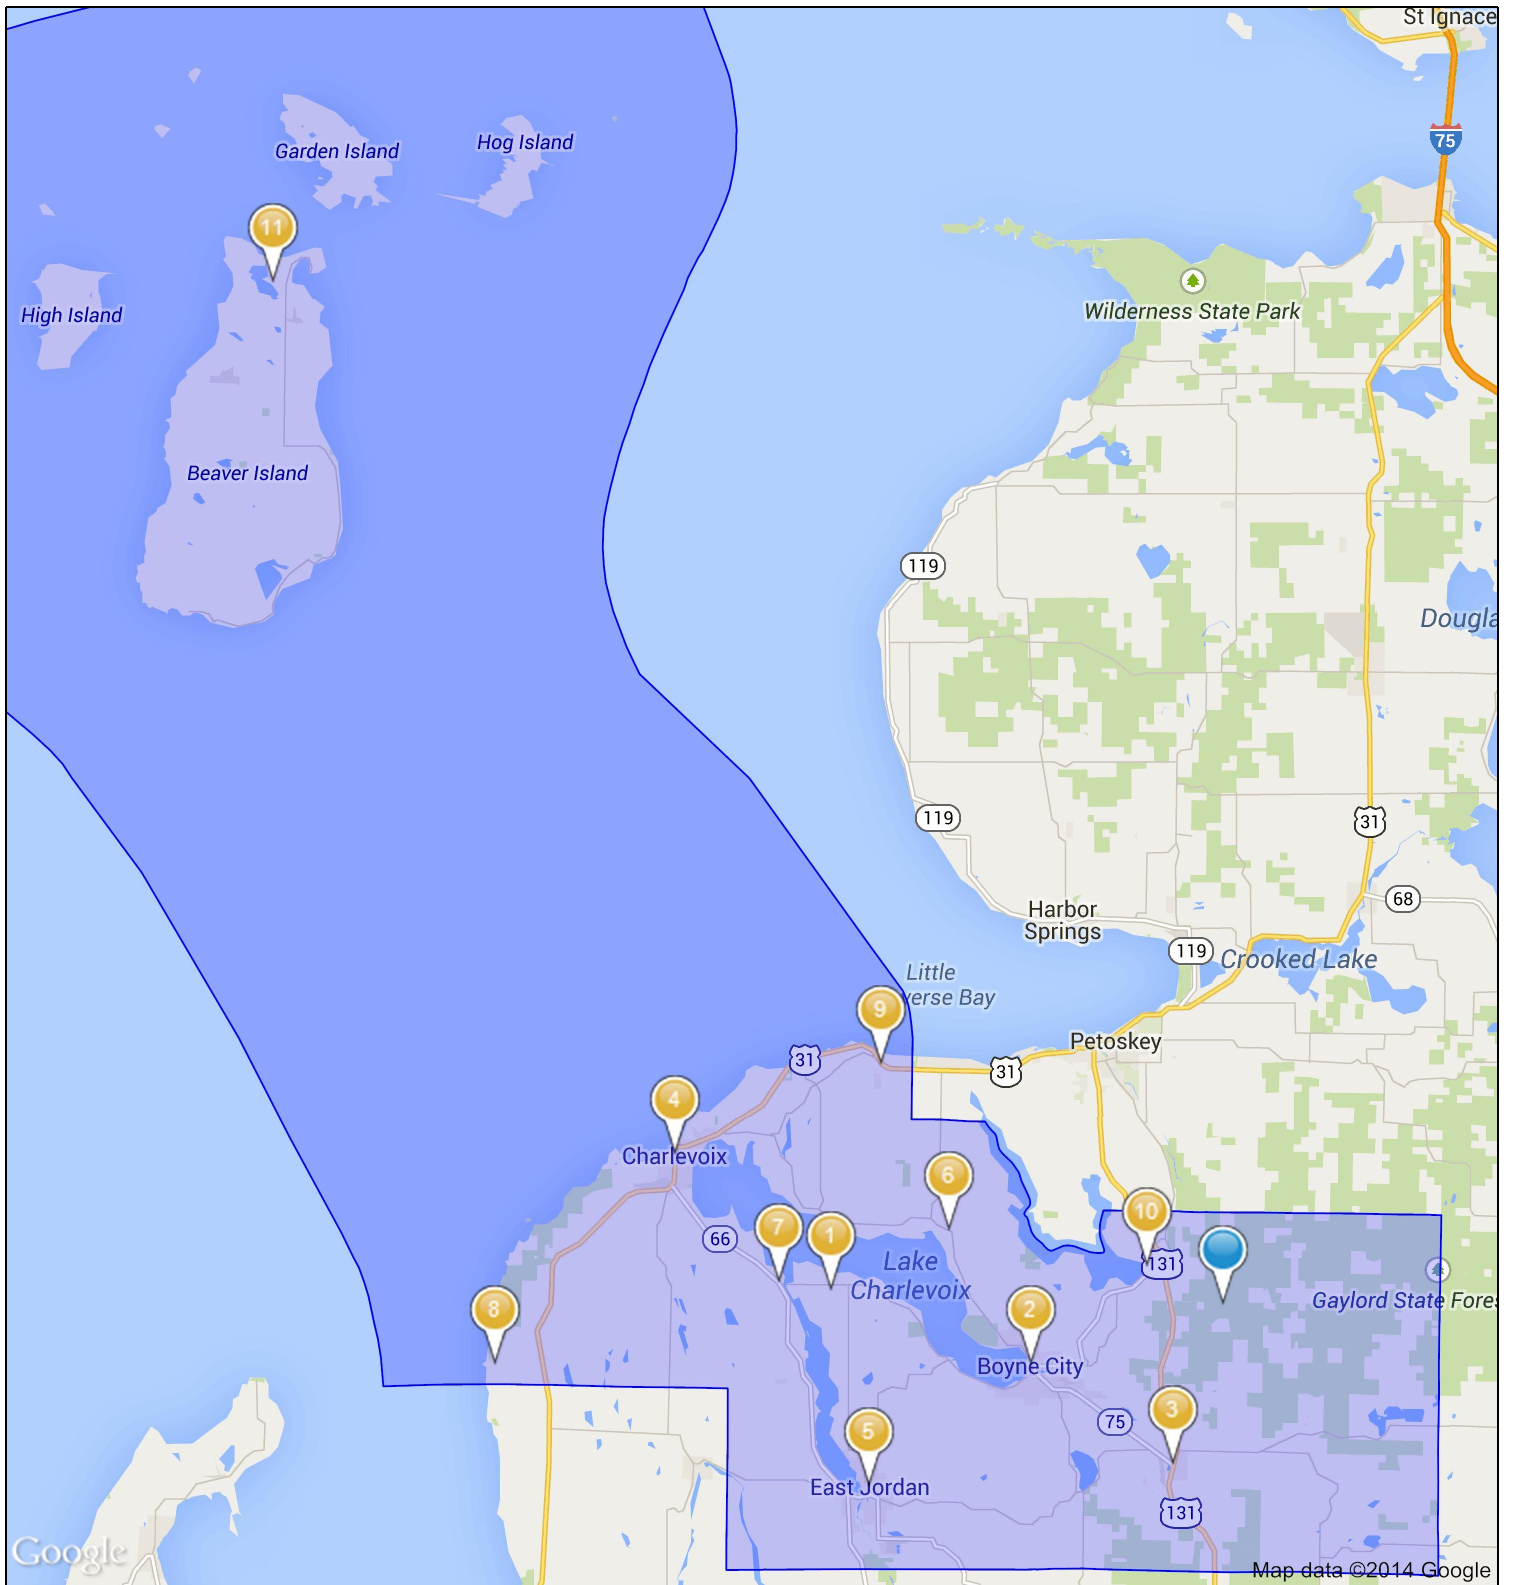 St Ignace
75
Garden Island
Hog Island
11
High Island
Wilderness State Park
Beaver Island
119
Dougla
119
31
68
Harbor
Springs
119
Crooked Lake
Little
verse Bay
9
Petoskey
31
31
4
Charlevoix
6
10
7
1
66
131
Lake
Charlevoix
8
2
Gaylord State Fores
Boyne City
3
75
5
East Jordan
131
Google
Map data ©2014 Google